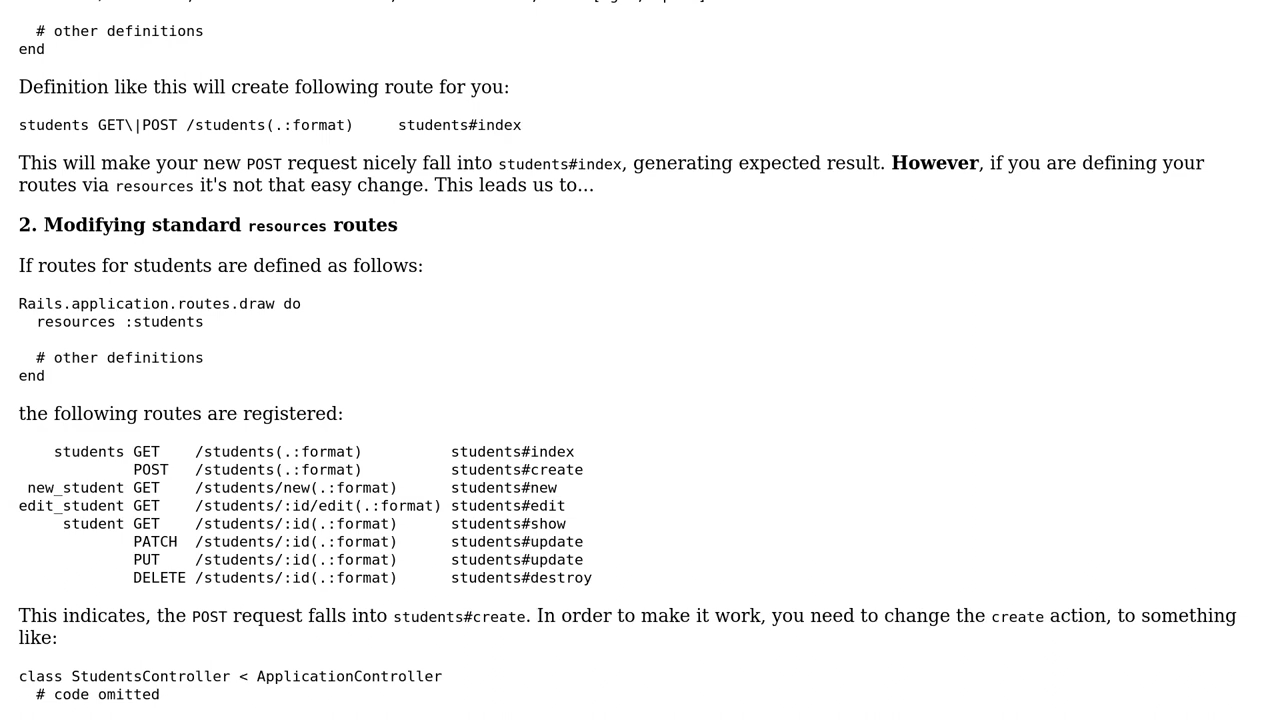 # other definitions
end
Definition like this will create following route for you:
students GET\|POST /students(.:format)     students#index
This will make your new POST request nicely fall into students#index, generating expected result. However, if you are defining your
routes via resources it's not that easy change. This leads us to...
2. Modifying standard resources routes
If routes for students are defined as follows:
Rails.application.routes.draw do
  resources :students
  # other definitions
end
the following routes are registered:
    students GET    /students(.:format)          students#index
             POST   /students(.:format)          students#create
 new_student GET    /students/new(.:format)      students#new
edit_student GET    /students/:id/edit(.:format) students#edit
     student GET    /students/:id(.:format)      students#show
             PATCH  /students/:id(.:format)      students#update
             PUT    /students/:id(.:format)      students#update
             DELETE /students/:id(.:format)      students#destroy
This indicates, the POST request falls into students#create. In order to make it work, you need to change the create action, to something
like:
class StudentsController < ApplicationController
  # code omitted